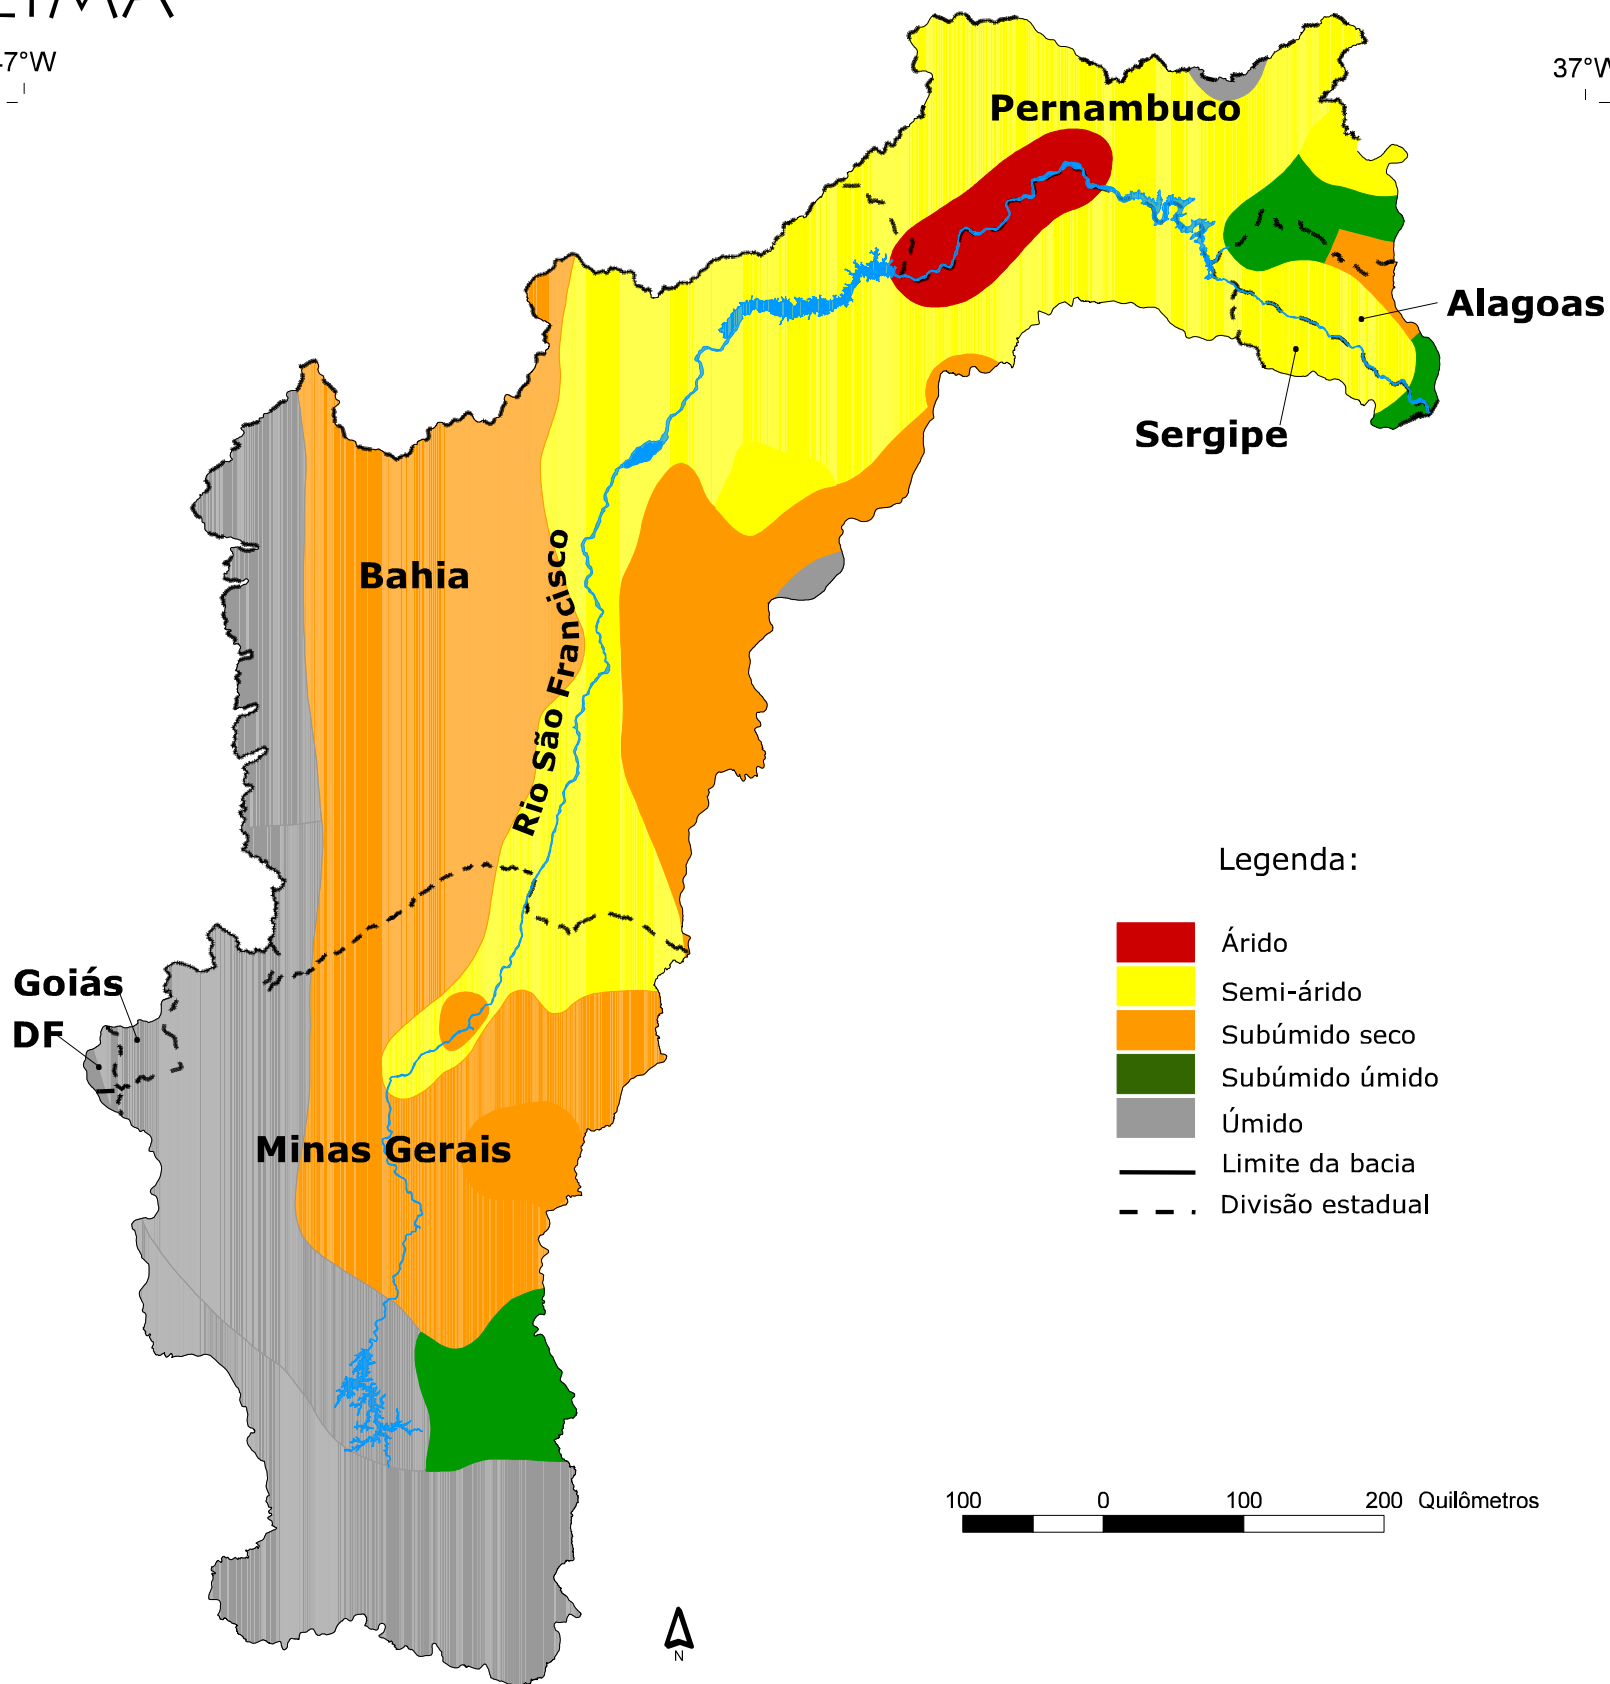 37°W
Pernambuco
Alagoas
Sergipe
Bahia
Rio São Francisco
Legenda:
Árido
Goiás
Semi-árido
DF
Subúmido seco
Subúmido úmido
Úmido
Minas Gerais
Limite da bacia
Divisão estadual
100 0 100 200 Quilômetros
N